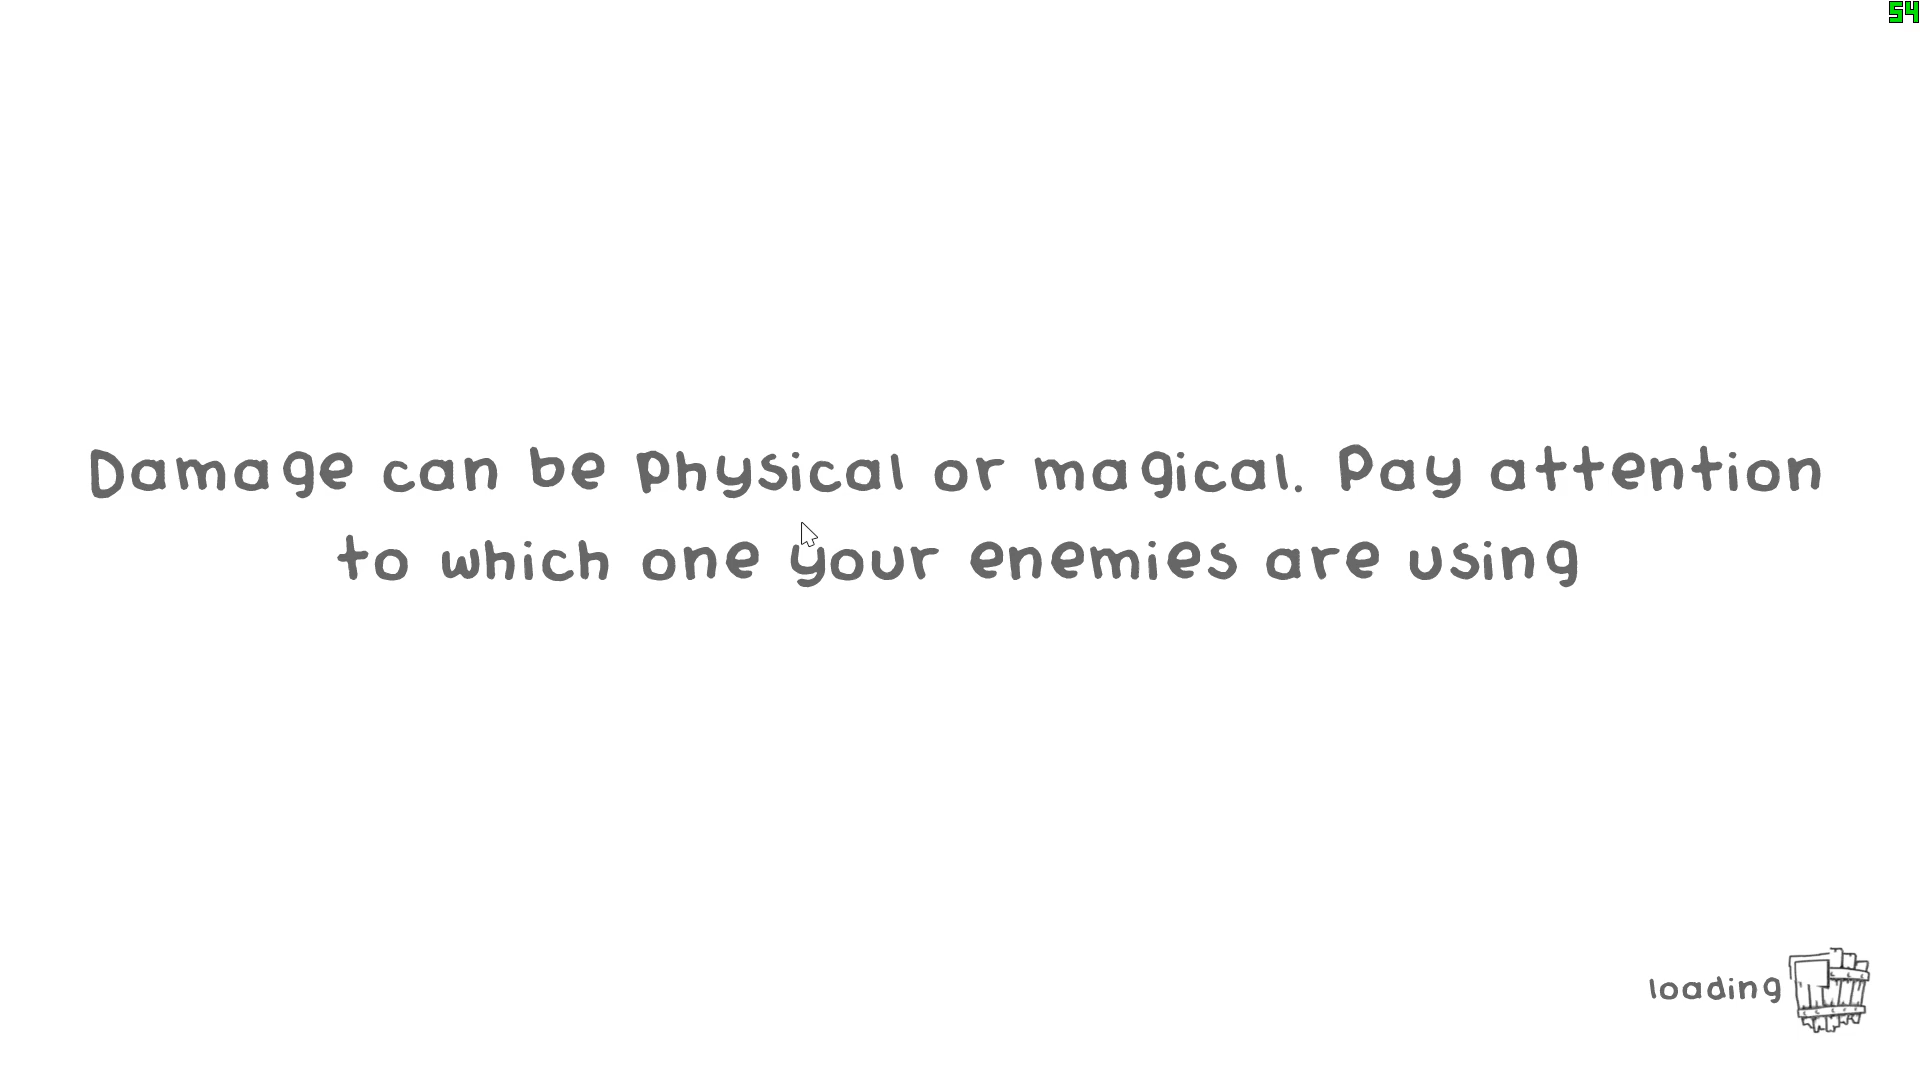 54
Damage can be physical or magical. Pay attention
to which one your enemies are using
loading